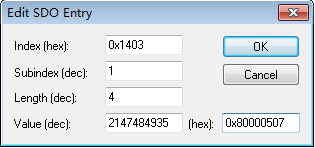 Edit SDO Entry
Index (hex): 0x1403 OK
Subindex (dec): 1 Cancel
Length (dec): 4
Value (dec): 2147484935 (hex): 0x80000507